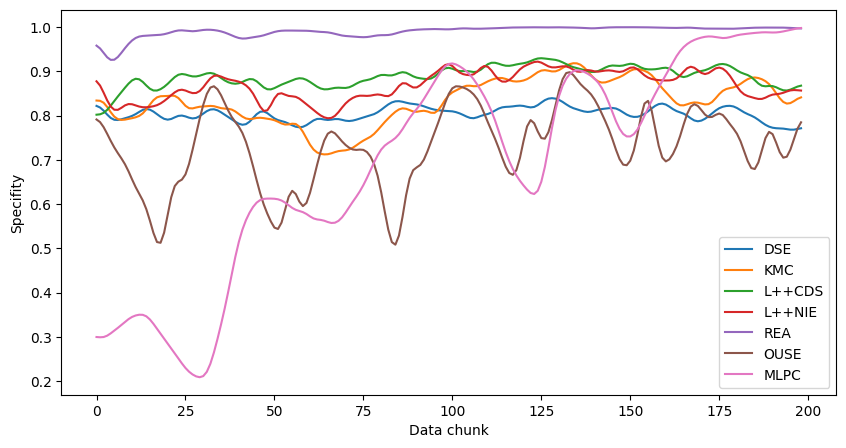 1.0
0.9
0.8
0.7
0.6
0.5
0.4
0.3
0.2
Specifity
0
25
50
75
100
125
150
175
200
Data chunk
DSE
KMC
L++CDS
L++NIE
REA
OUSE
MLPC